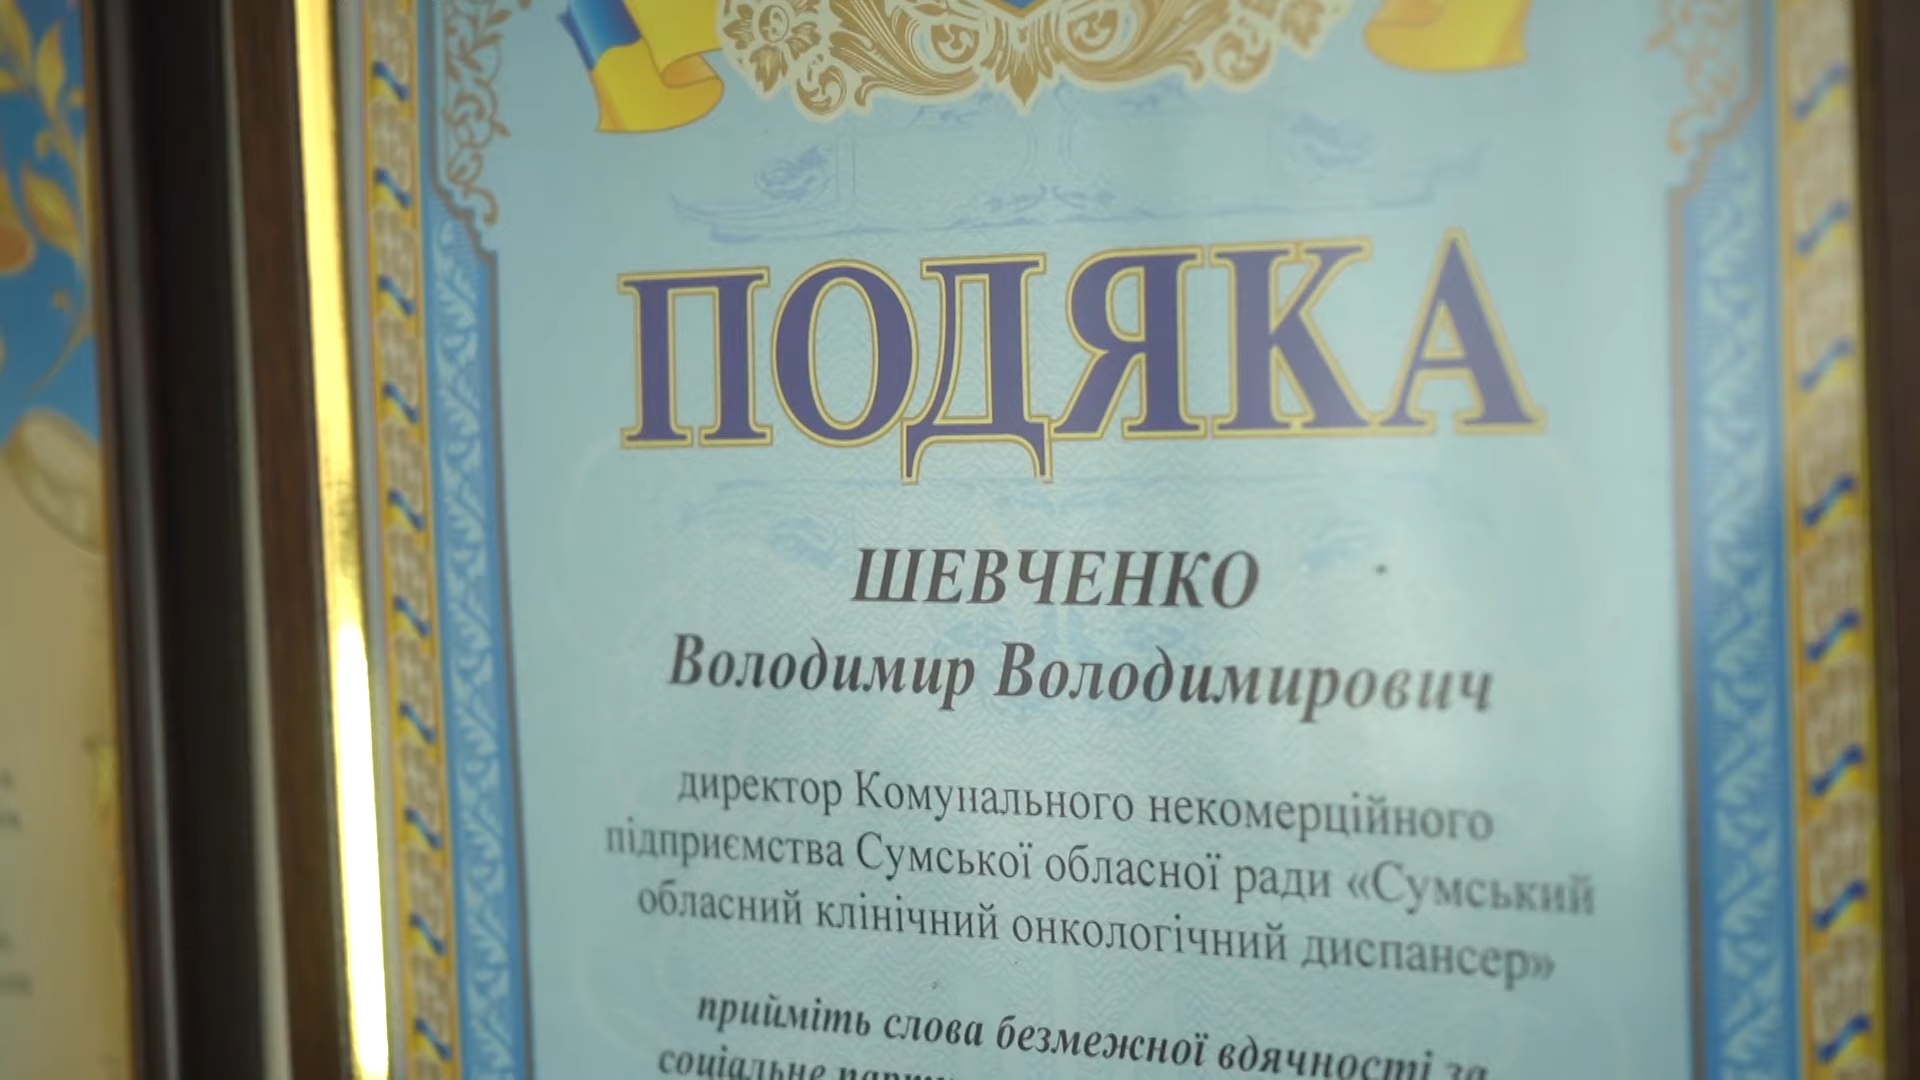 ПОДЯКА
ШЕВЧЕНКО
Володимир Володимирович
директор Комунального некомерційного
підприємства Сумської обласної ради «Сумський
обласний клінічний онкологічний диспансер»
прийміть слова безмежної вдячності за
соціальне